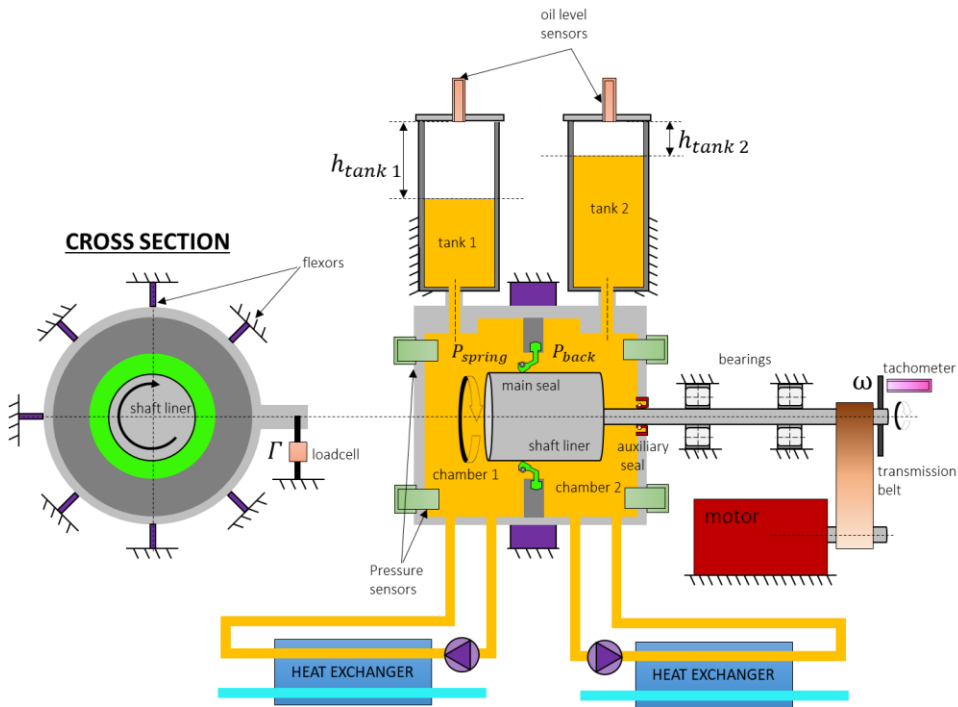 oil level
sensors
h_tank 1
h_tank 2
tank 1
tank 2
CROSS SECTION
flexors
P_spring
P_back
bearings
tachometer
ω
main seal
shaft liner
shaft liner
auxiliary
seal
Γ
loadcell
chamber 1
chamber 2
transmission
belt
motor
Pressure
sensors
HEAT EXCHANGER
HEAT EXCHANGER